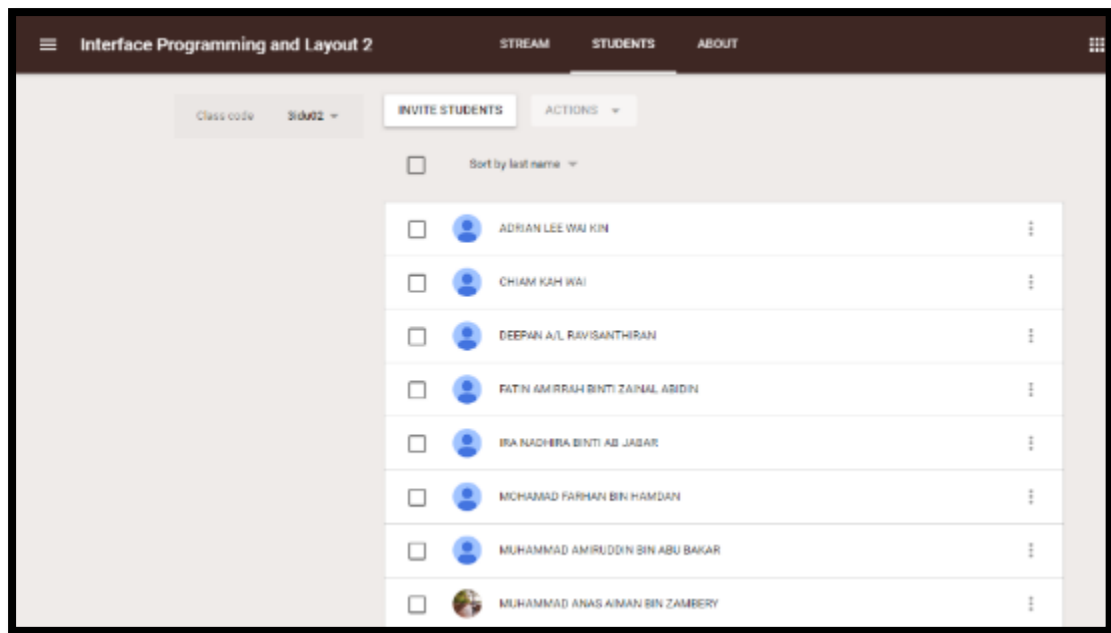 Interface Programming and Layout 2 STREAM STUDENTS ABOUT
Class code INVITE STUDENTS ACTIONS
Sort by last name
ADRIAN LEE WAI KIN
CHIAM KAH WAI
DEEPAN A/L RAVISANTHIRAN
FATIN AMIRRAH BINTI ZAINAL ABIDIN
IRA NADHIRA BINTI AB JABAR
MOHAMAD FARHAN BIN HAMDAN
MUHAMMAD AMIRUDDIN BIN ABU BAKAR
MUHAMMAD ANAS AIMAN BIN ZAMBERY